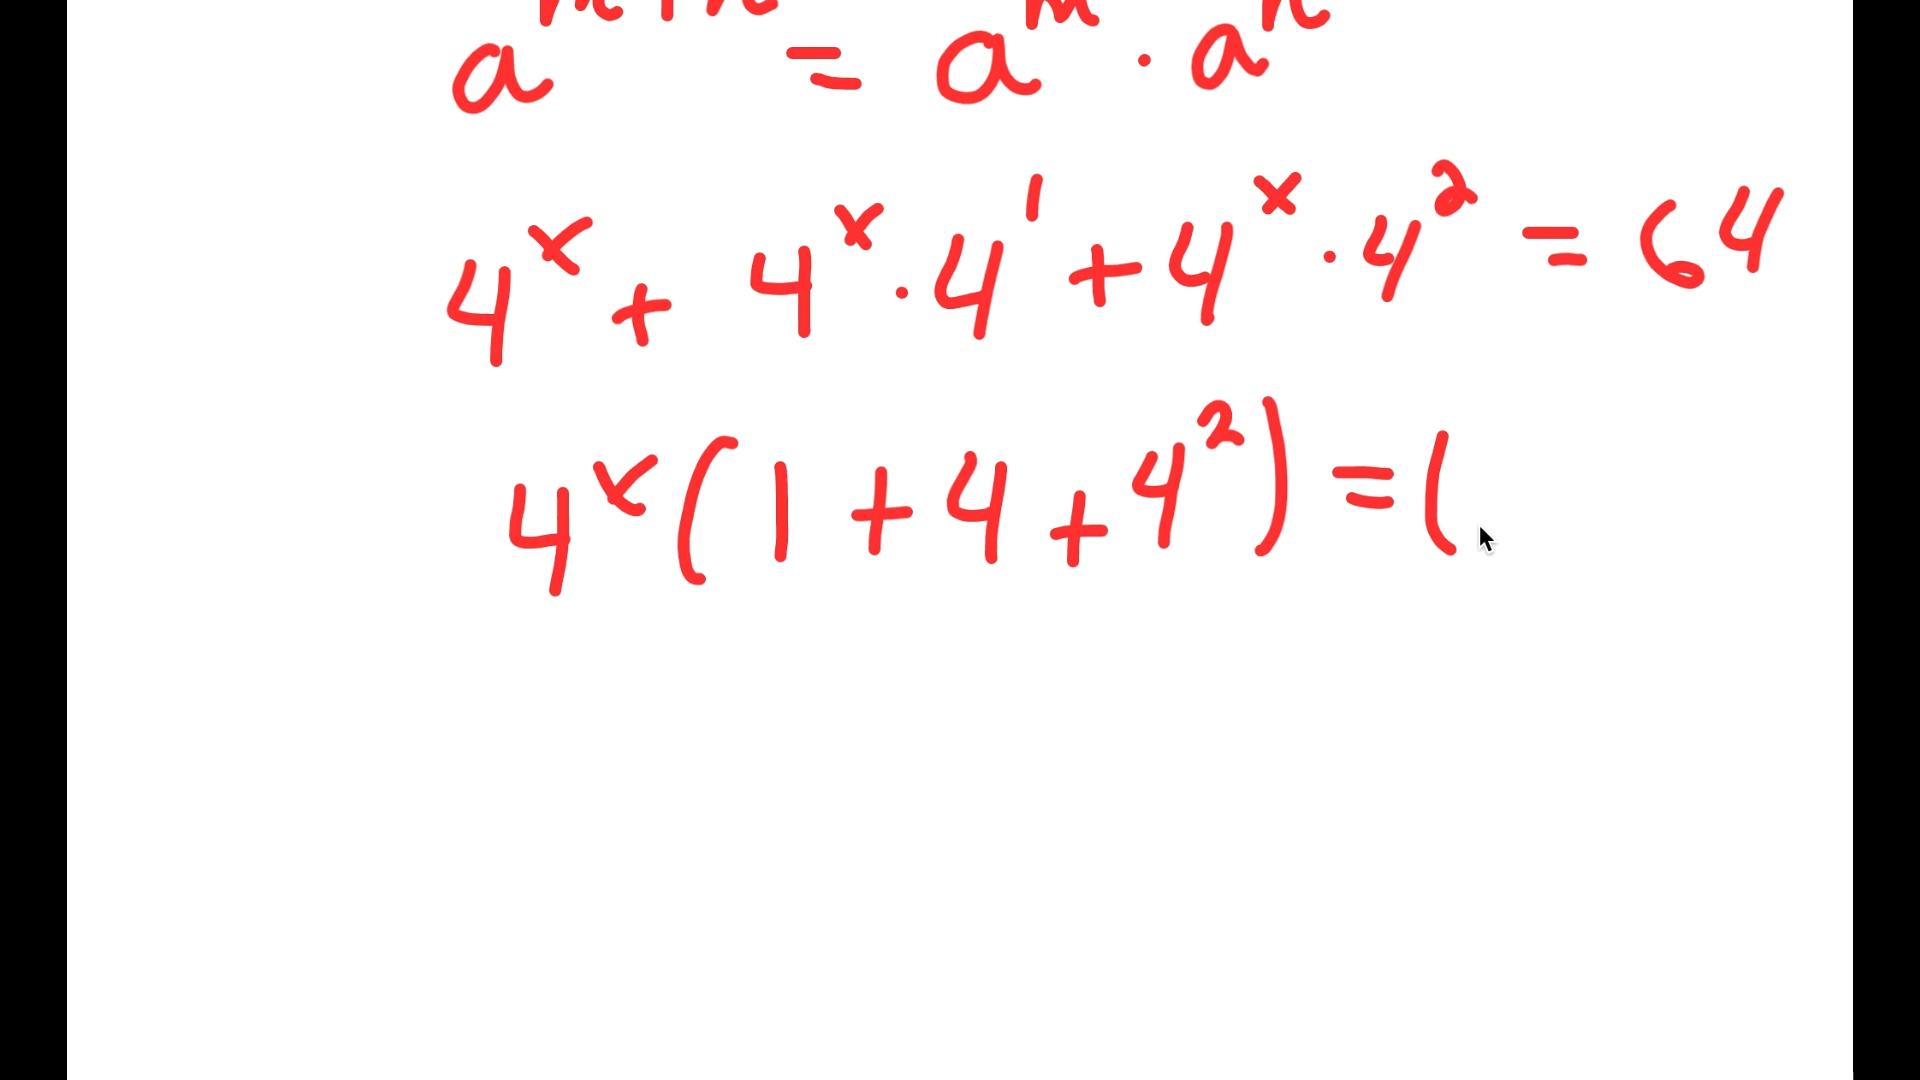 a^{m+n} = a^m · a^n
4^x + 4^x · 4^1 + 4^x · 4^2 = 64
4^x (1 + 4 + 4^2) = (